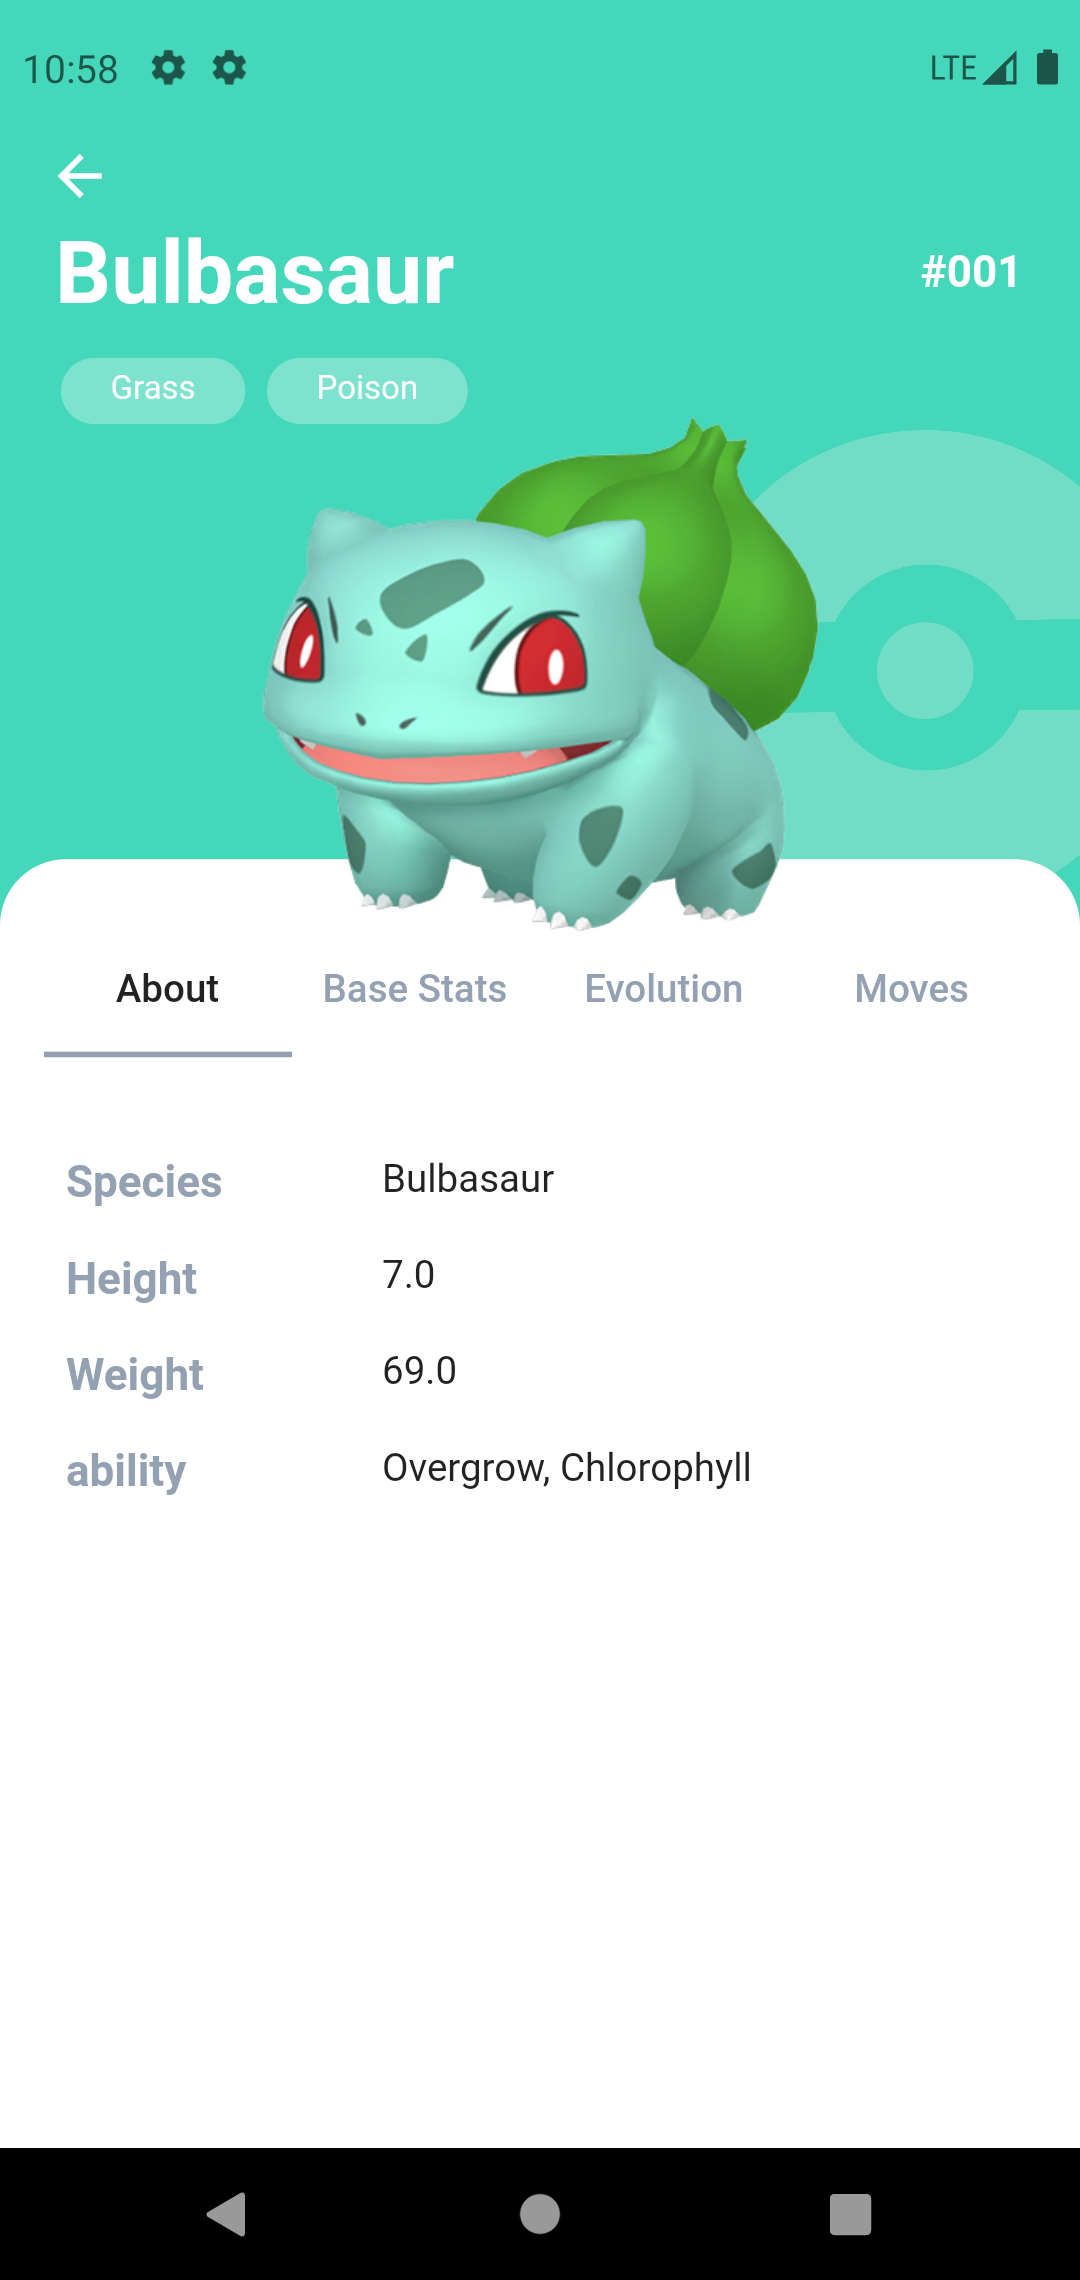 10:58 LTE
Bulbasaur #001
Grass Poison
About Base Stats Evolution Moves
Species Bulbasaur
Height 7.0
Weight 69.0
ability Overgrow, Chlorophyll